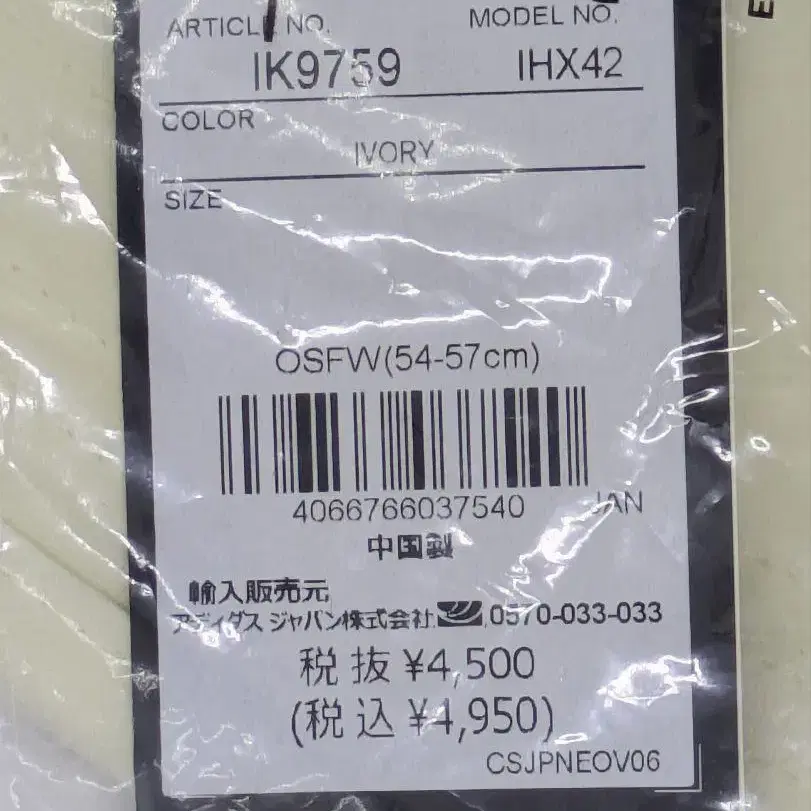 ARTICLE NO. MODEL NO.
IK9759 IHX42
COLOR
IVORY
SIZE
OSFW(54-57cm)
4066766037540 JAN
中国製
輸入販売元
アディダス ジャパン株式会社 0570-033-033
税抜 ¥4,500
(税込 ¥4,950)
CSJPNEOV06